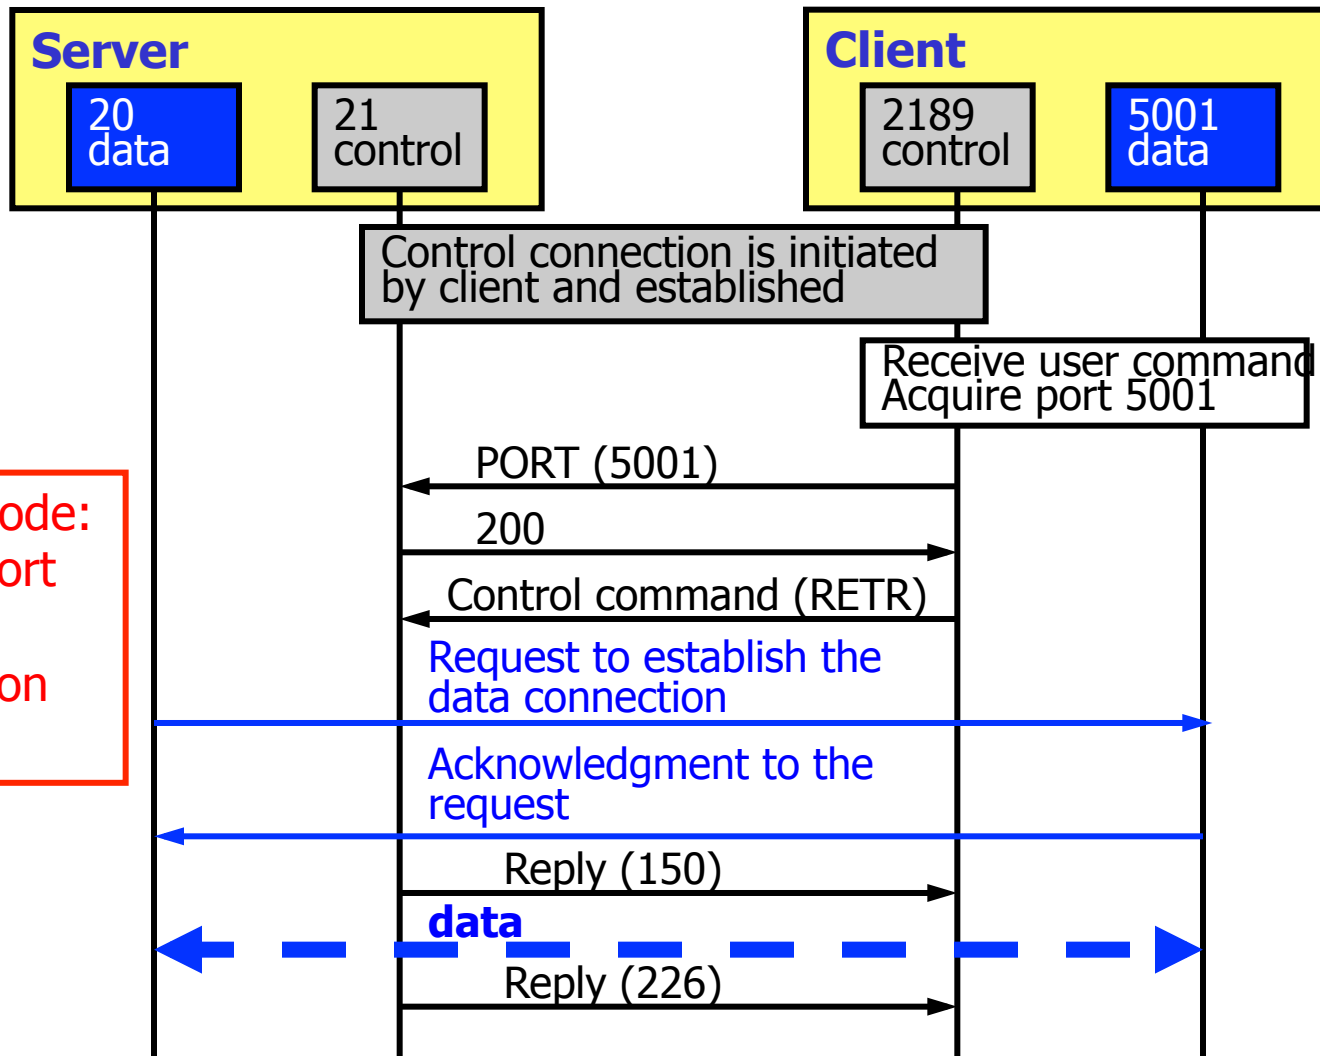 Server
20
data
21
control
Client
2189
control
5001
data
Control connection is initiated
by client and established
Receive user command
Acquire port 5001
PORT (5001)
200
Control command (RETR)
ode:
ort
on
Request to establish the
data connection
Acknowledgment to the
request
Reply (150)
data
Reply (226)